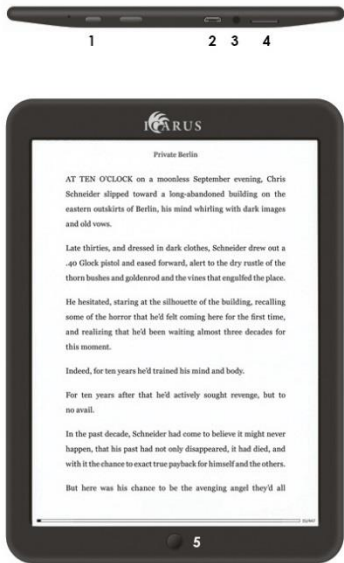 1 2 3 4
ICARUS
Private Berlin
AT TEN O'CLOCK on a moonless September evening, Chris
Schneider slipped toward a long-abandoned building on the
eastern outskirts of Berlin, his mind whirling with dark images
and old vows.
Late thirties, and dressed in dark clothes, Schneider drew out a
.40 Glock pistol and eased forward, alert to the dry rustle of the
thorn bushes and goldenrod and the vines that engulfed the place.
He hesitated, staring at the silhouette of the building, recalling
some of the horror that he'd felt coming here for the first time,
and realizing that he'd been waiting almost three decades for
this moment.
Indeed, for ten years he'd trained his mind and body.
For ten years after that he'd actively sought revenge, but to
no avail.
In the past decade, Schneider had come to believe it might never
happen, that his past had not only disappeared, it had died, and
with it the chance to exact true payback for himself and the others.
But here was his chance to be the avenging angel they'd all
5